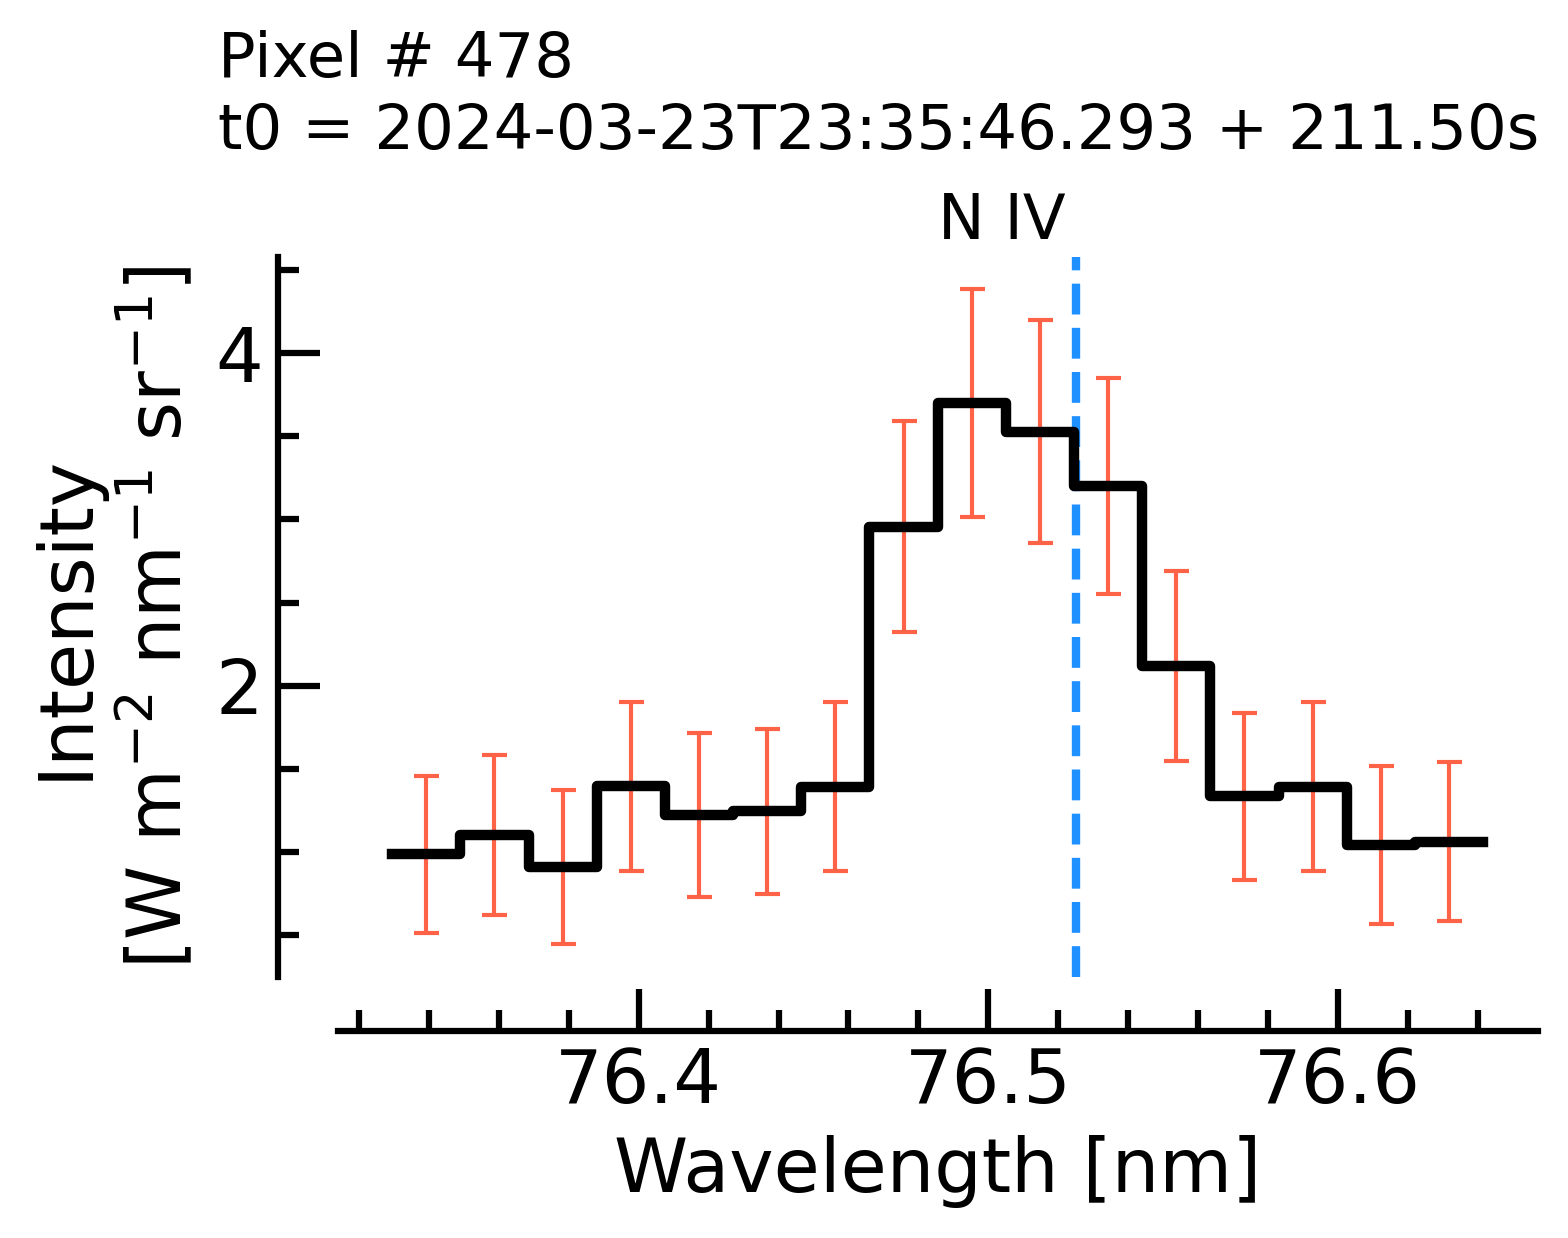 Pixel # 478
t0 = 2024-03-23T23:35:46.293 + 211.50s
N IV
Intensity
[W m⁻² nm⁻¹ sr⁻¹]
4
2
76.4 76.5 76.6
Wavelength [nm]